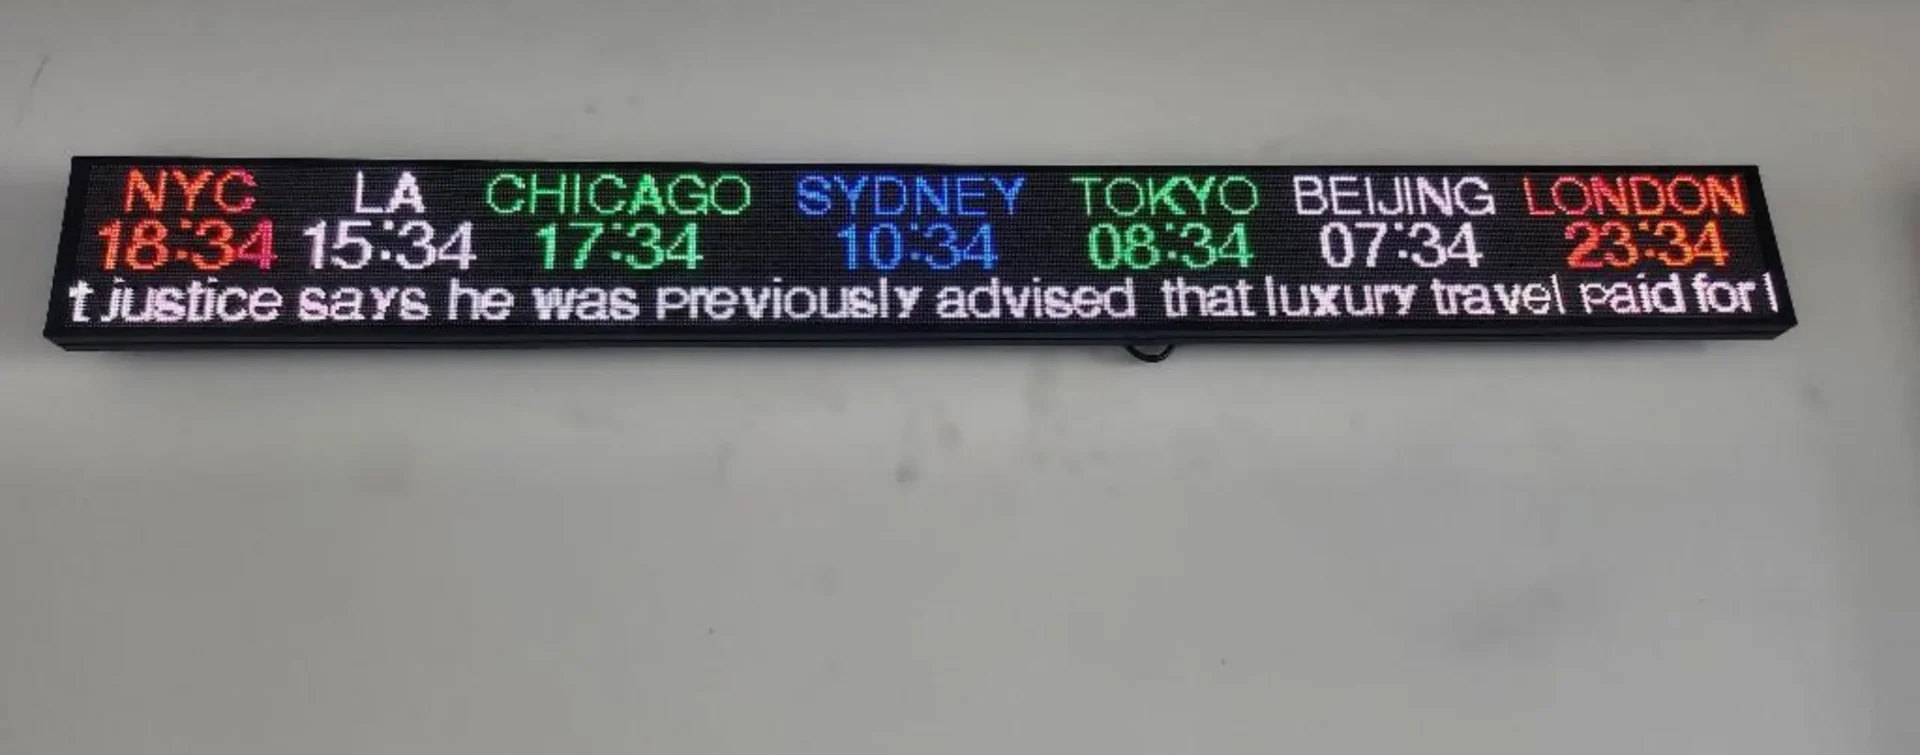 NYC LA CHICAGO SYDNEY TOKYO BEIJING LONDON
18:34 15:34 17:34 10:34 08:34 07:34 23:34
t justice says he was previously advised that luxury travel paid for